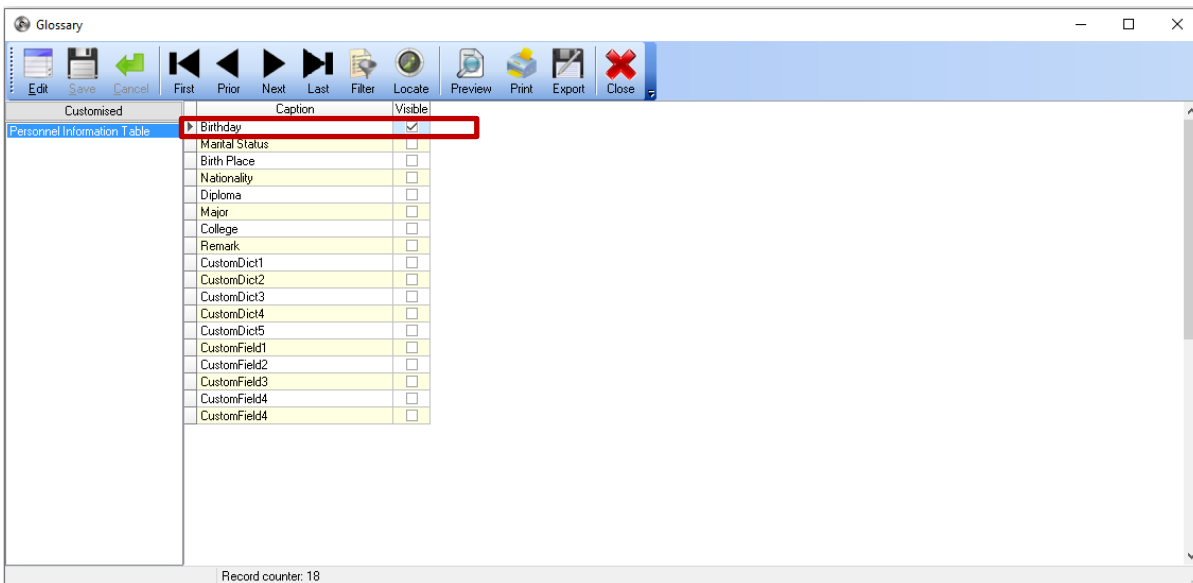 Glossary
Edit Save Cancel First Prior Next Last Filter Locate Preview Print Export Close
Customised Caption Visible
Personnel Information Table Birthday
Marital Status
Birth Place
Nationality
Diploma
Major
College
Remark
CustomDict1
CustomDict2
CustomDict3
CustomDict4
CustomDict5
CustomField1
CustomField2
CustomField3
CustomField4
CustomField4
Record counter: 18